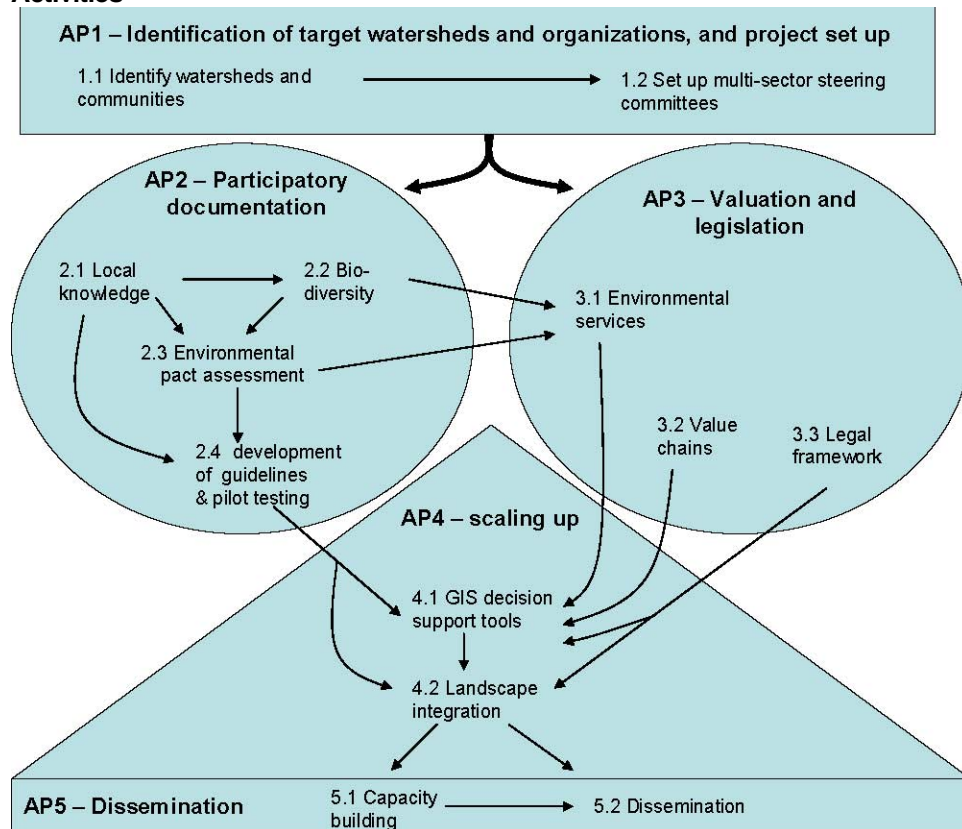 Activities
AP1 – Identification of target watersheds and organizations, and project set up
1.1 Identify watersheds and
communities
1.2 Set up multi-sector steering
committees
AP2 – Participatory
documentation
2.1 Local
knowledge
2.2 Bio-
diversity
2.3 Environmental
pact assessment
2.4 development
of guidelines
& pilot testing
AP3 – Valuation and
legislation
3.1 Environmental
services
3.2 Value
chains
3.3 Legal
framework
AP4 – scaling up
4.1 GIS decision
support tools
4.2 Landscape
integration
AP5 – Dissemination
5.1 Capacity
building
5.2 Dissemination